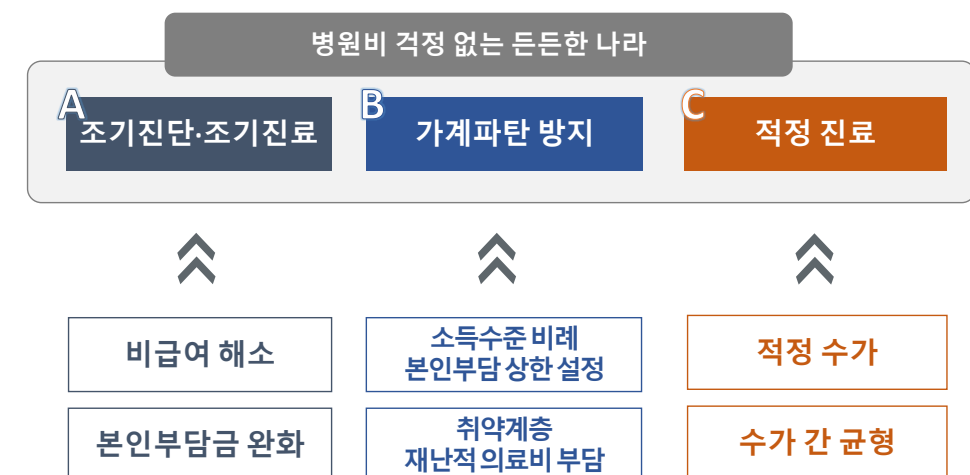 병원비 걱정 없는 든든한 나라
A
조기진단·조기진료
B
가계파탄 방지
C
적정 진료
비급여 해소
소득수준 비례
본인부담 상한 설정
적정 수가
본인부담금 완화
취약계층
재난적 의료비 부담
수가 간 균형